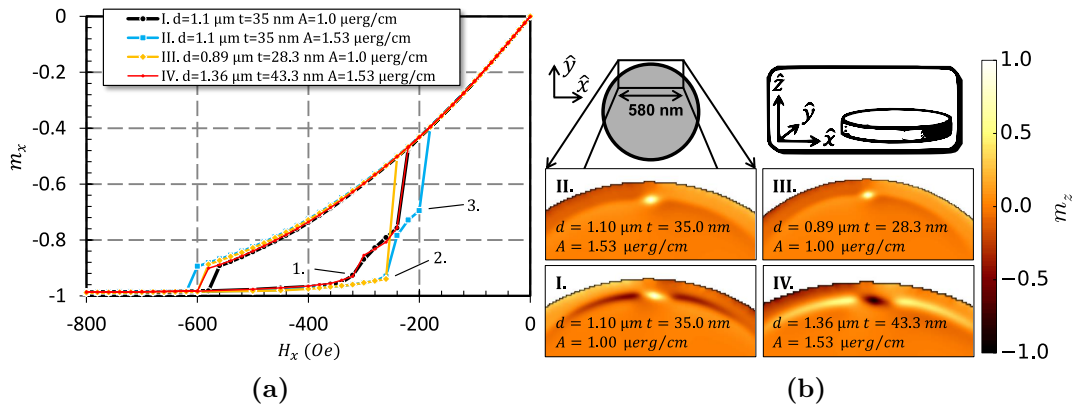 I. d=1.1 μm t=35 nm A=1.0 μerg/cm
II. d=1.1 μm t=35 nm A=1.53 μerg/cm
III. d=0.89 μm t=28.3 nm A=1.0 μerg/cm
IV. d=1.36 μm t=43.3 nm A=1.53 μerg/cm
0
-0.2
-0.4
-0.6
-0.8
-1
m_x
1.
2.
3.
-800
-600
-400
-200
0
H_x (Oe)
(a)
ŷ
x̂
580 nm
ẑ
ŷ
x̂
II.
d = 1.10 μm t = 35.0 nm
A = 1.53 μerg/cm
III.
d = 0.89 μm t = 28.3 nm
A = 1.00 μerg/cm
I.
d = 1.10 μm t = 35.0 nm
A = 1.00 μerg/cm
IV.
d = 1.36 μm t = 43.3 nm
A = 1.53 μerg/cm
1.0
0.5
0.0
−0.5
−1.0
m_z
(b)